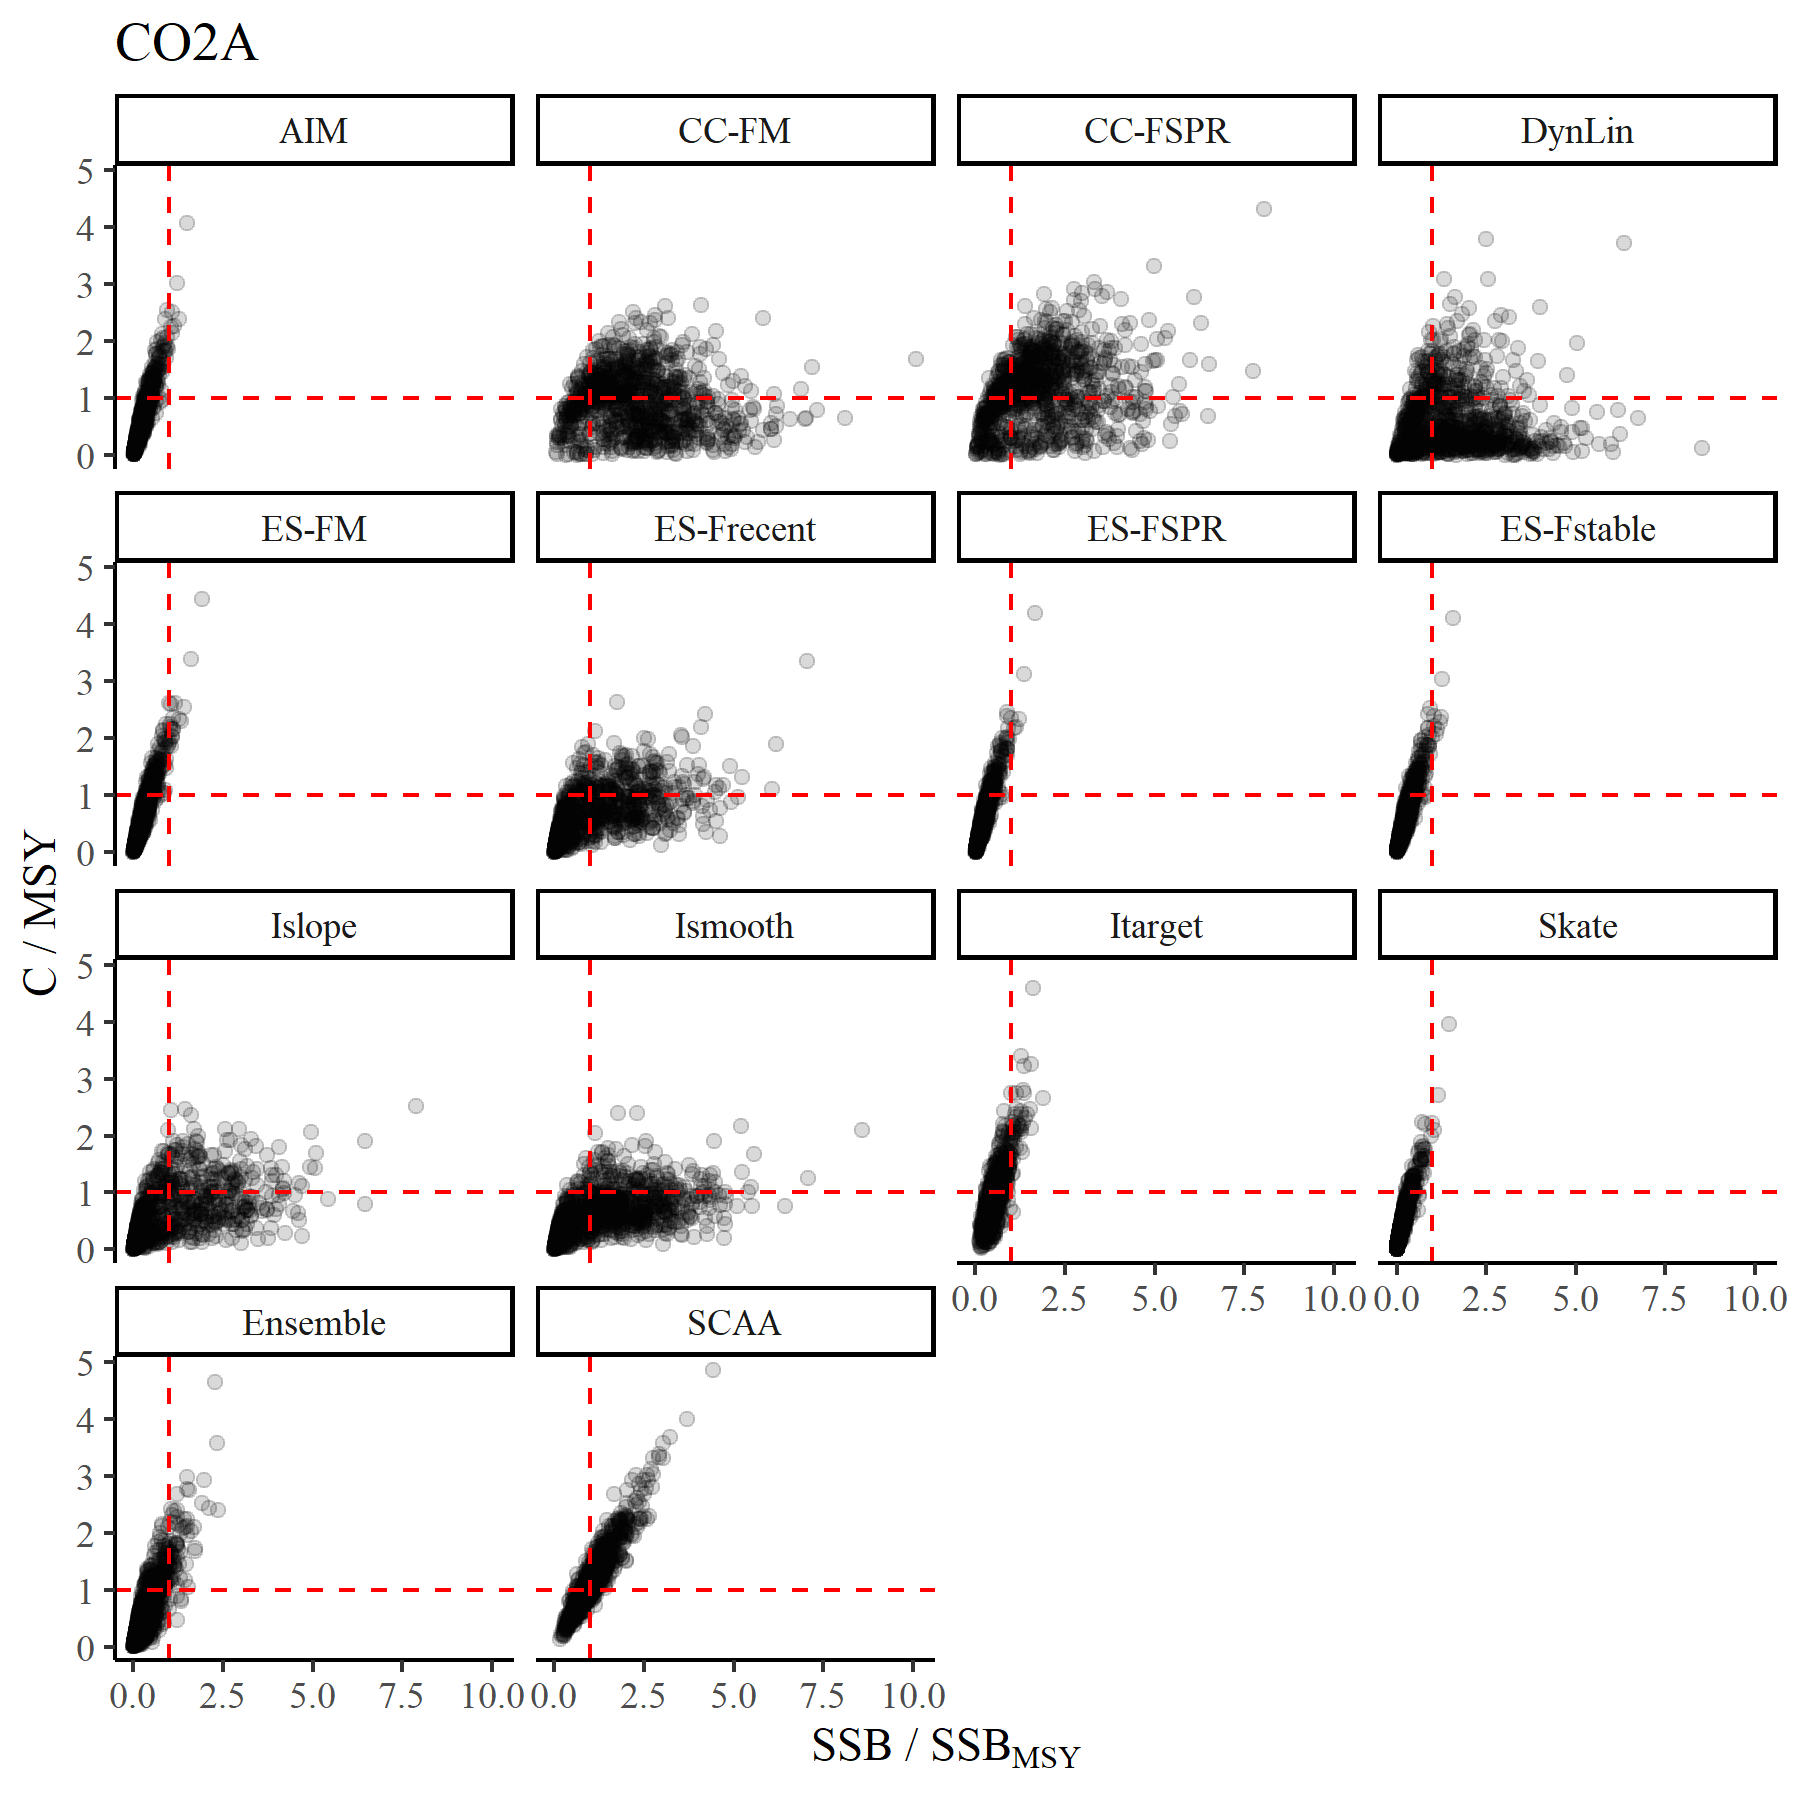 CO2A
AIM CC-FM CC-FSPR DynLin
5
4
3
2
1
0
ES-FM ES-Frecent ES-FSPR ES-Fstable
5
4
3
2
1
0
C / MSY
Islope Ismooth Itarget Skate
5
4
3
2
1
0
0.0 2.5 5.0 7.5 10.0 0.0 2.5 5.0 7.5 10.0
Ensemble SCAA
5
4
3
2
1
0
0.0 2.5 5.0 7.5 10.0 0.0 2.5 5.0 7.5 10.0
SSB / SSBMSY